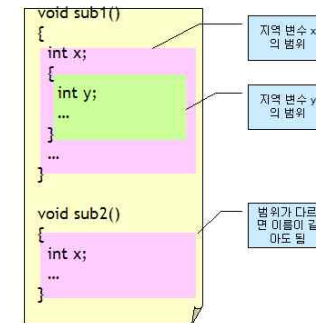 void sub1()
{
int x;
{
int y;
...
}
...
}
void sub2()
{
int x;
...
}
지역 변수 x
의 범위
지역 변수 y
의 범위
범위가 다르
면 이름이 같
아도 됨